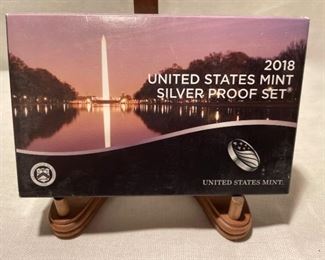 2018
UNITED STATES MINT
SILVER PROOF SET®
UNITED STATES MINT.